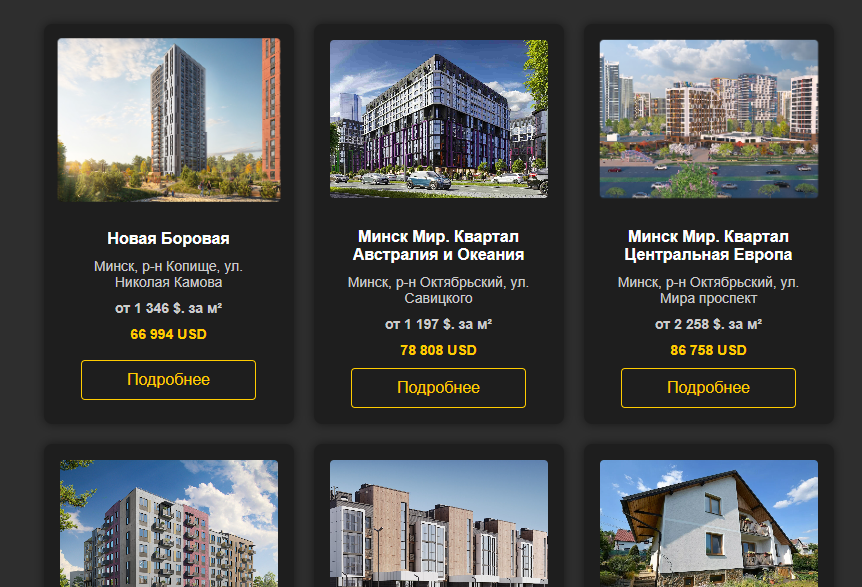 Новая Боровая
Минск, р-н Копище, ул.
Николая Камова
от 1 346 $. за м²
66 994 USD
Подробнее
Минск Мир. Квартал
Австралия и Океания
Минск, р-н Октябрьский, ул.
Савицкого
от 1 197 $. за м²
78 808 USD
Подробнее
Минск Мир. Квартал
Центральная Европа
Минск, р-н Октябрьский, ул.
Мира проспект
от 2 258 $. за м²
86 758 USD
Подробнее